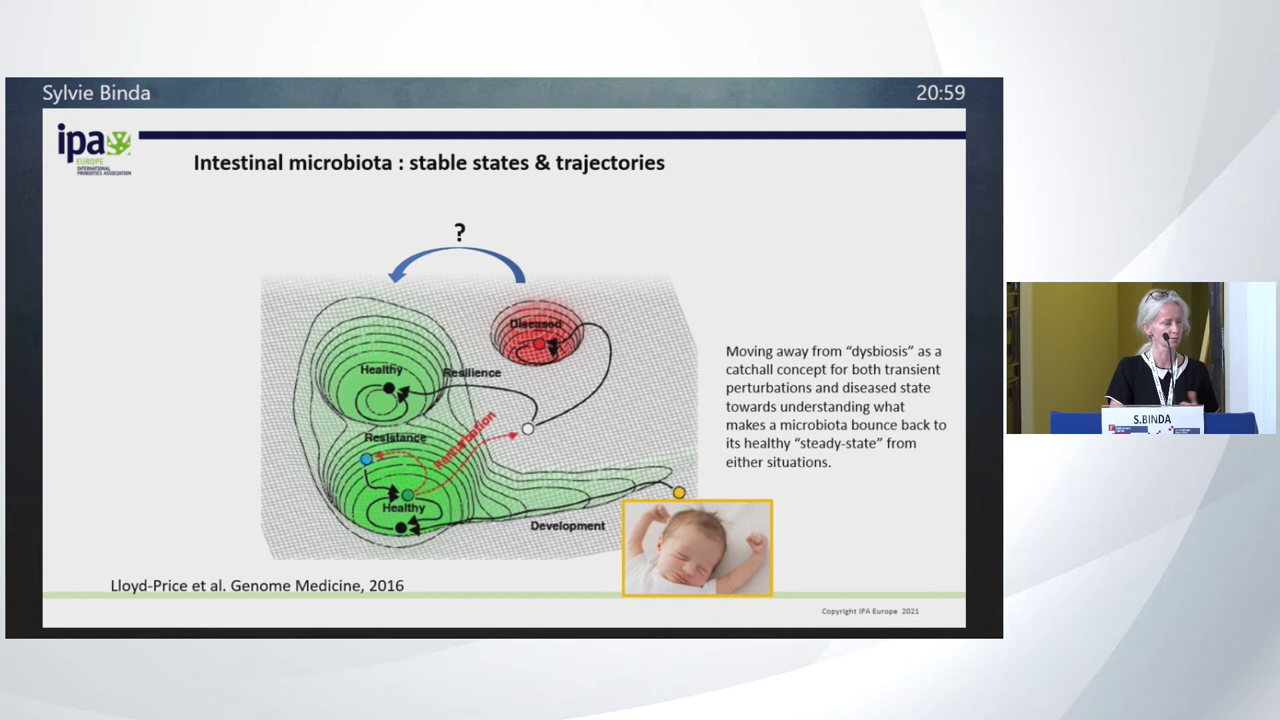 Sylvie Binda
20:59
ipa
EUROPE
INTERNATIONAL
PROBIOTICS ASSOCIATION
Intestinal microbiota : stable states & trajectories
?
Diseased
Healthy
Resilience
Resistance
Perturbation
Healthy
Development
Moving away from “dysbiosis” as a
catchall concept for both transient
perturbations and diseased state
towards understanding what
makes a microbiota bounce back to
its healthy “steady-state” from
either situations.
Lloyd-Price et al. Genome Medicine, 2016
Copyright IPA Europe 2021
S.BINDA